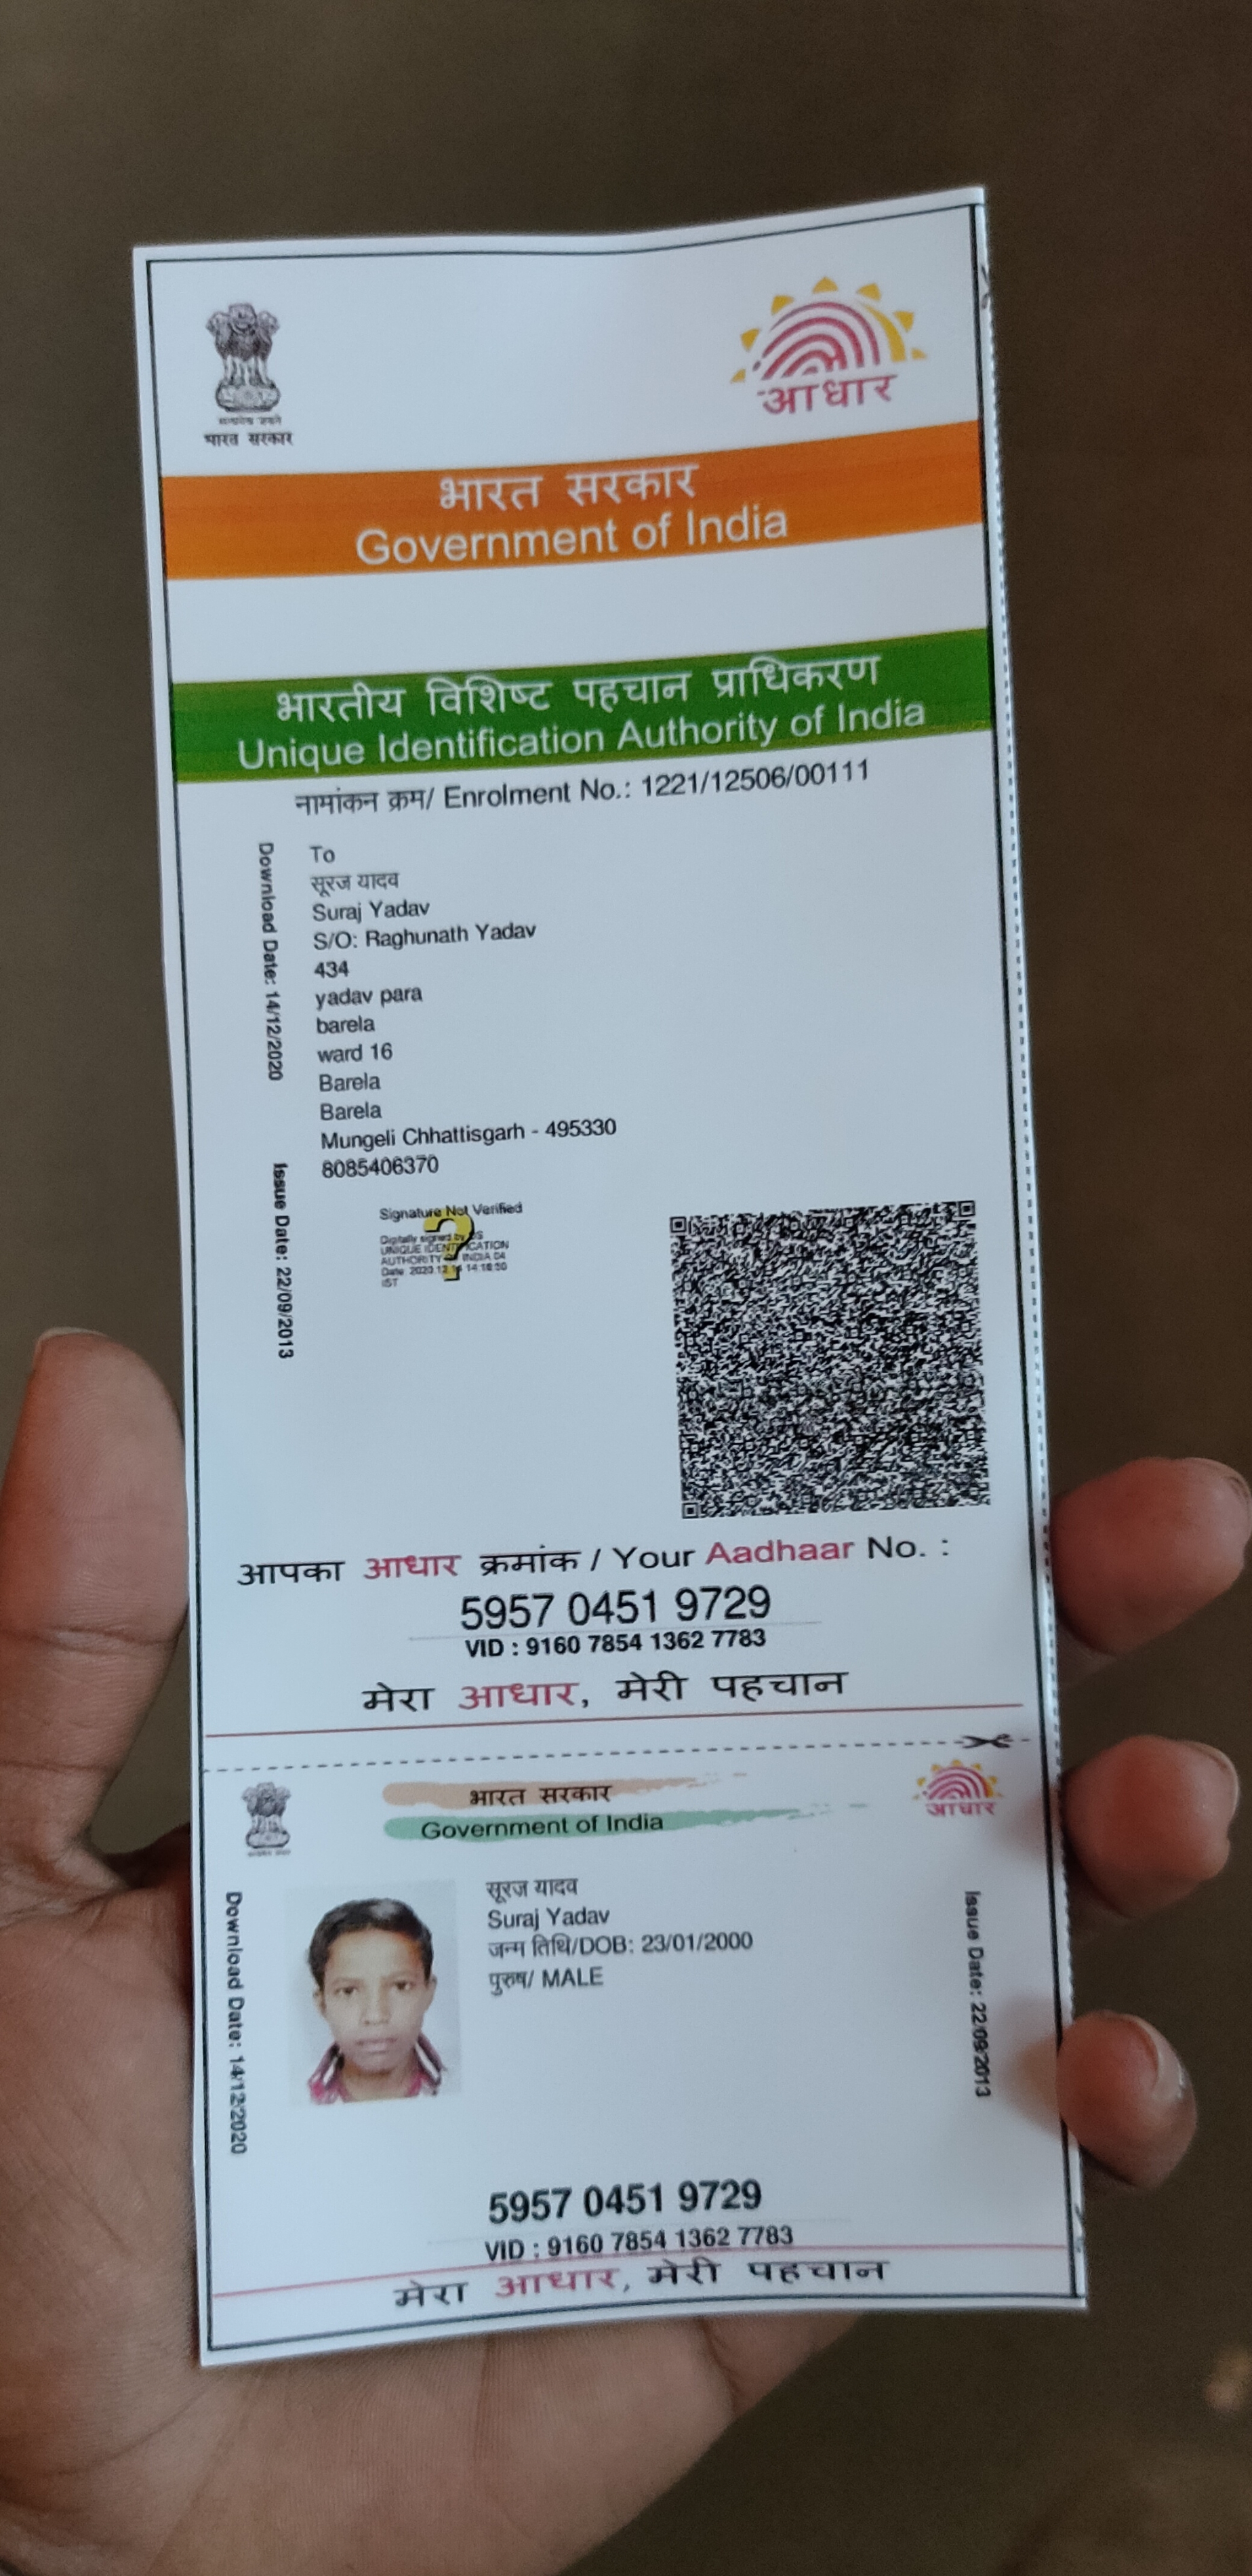 सत्यमेव जयते
भारत सरकार
आधार
भारत सरकार
Government of India
भारतीय विशिष्ट पहचान प्राधिकरण
Unique Identification Authority of India
नामांकन क्रम/ Enrolment No.: 1221/12506/00111
Download Date: 14/12/2020
Issue Date: 22/09/2013
To
सूरज यादव
Suraj Yadav
S/O: Raghunath Yadav
434
yadav para
barela
ward 16
Barela
Barela
Mungeli Chhattisgarh - 495330
8085406370
Signature Not Verified
Digitally signed by DS
UNIQUE IDENTIFICATION
AUTHORITY OF INDIA 04
Date 2020.12.14 14:18:50
IST
आपका आधार क्रमांक / Your Aadhaar No. :
5957 0451 9729
VID : 9160 7854 1362 7783
मेरा आधार, मेरी पहचान
भारत सरकार
Government of India
आधार
Download Date: 14/12/2020
सूरज यादव
Suraj Yadav
जन्म तिथि/DOB: 23/01/2000
पुरुष/ MALE
Issue Date: 22/09/2013
5957 0451 9729
VID : 9160 7854 1362 7783
मेरा आधार, मेरी पहचान